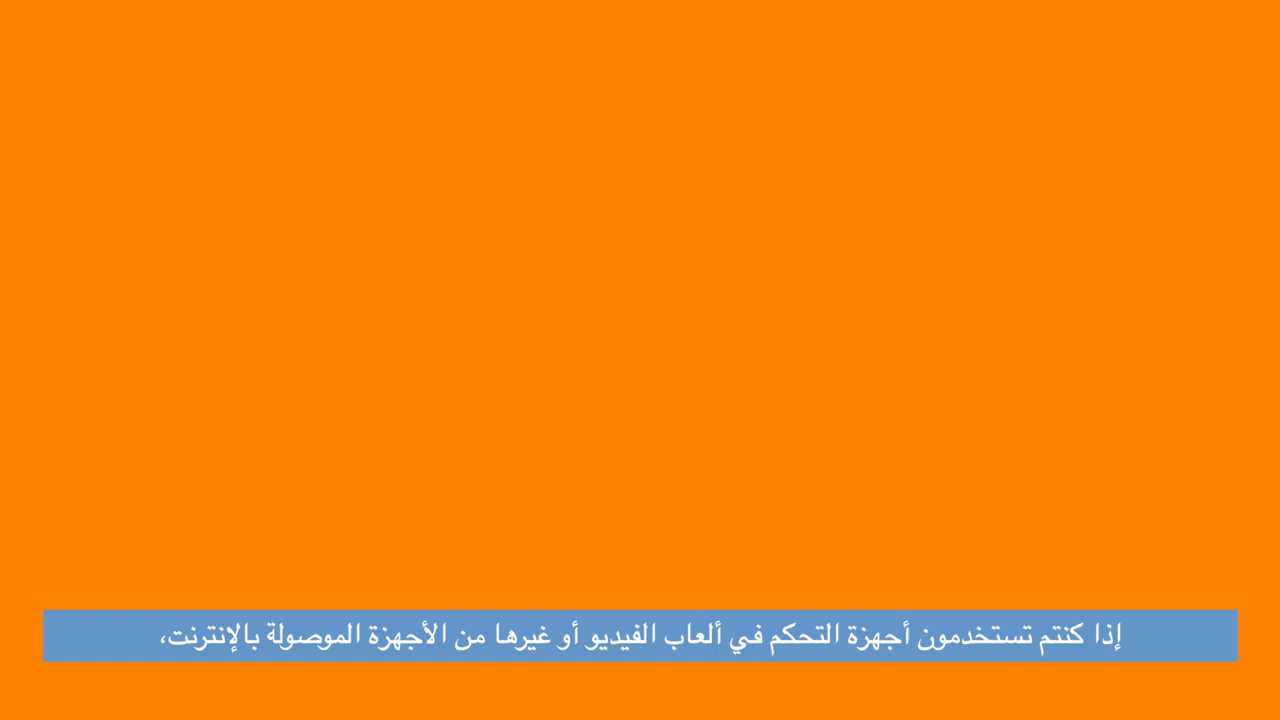 إذا كنتم تستخدمون أجهزة التحكم في ألعاب الفيديو أو غيرها من الأجهزة الموصولة بالإنترنت،